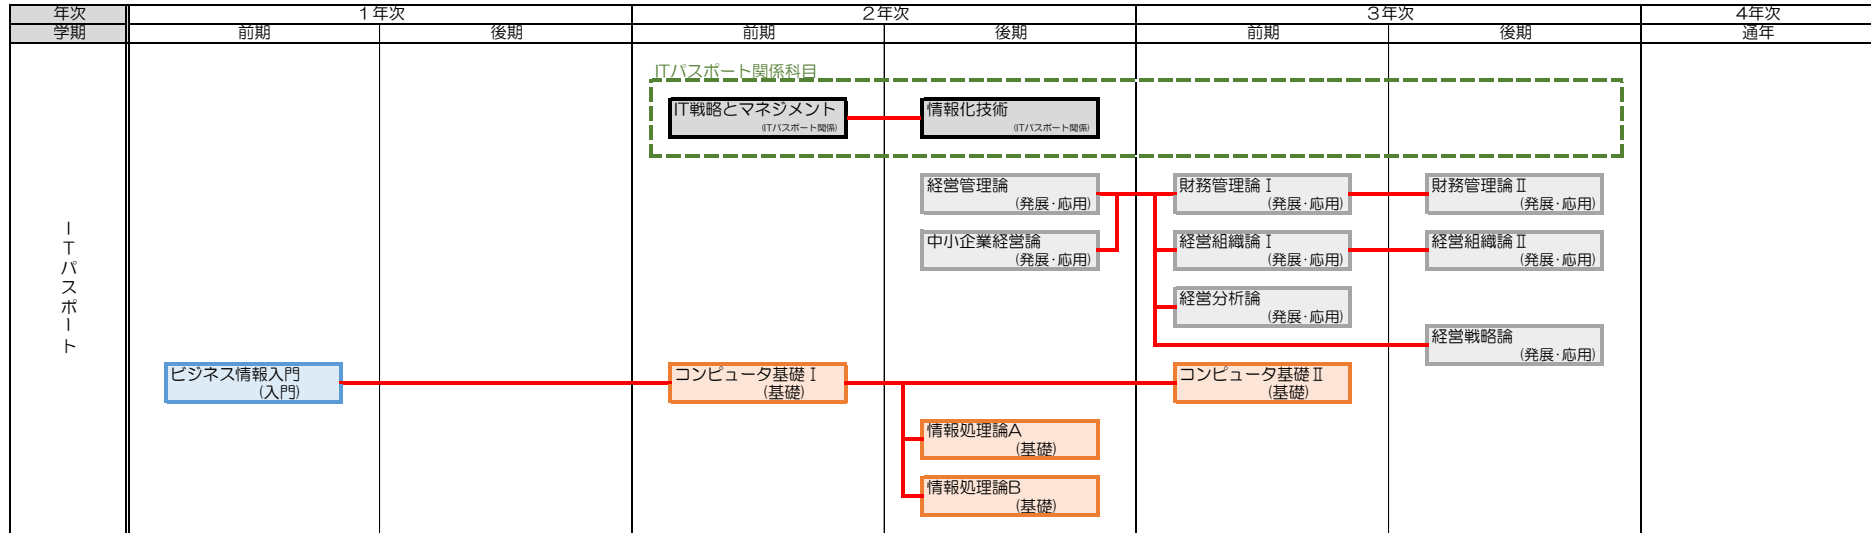 年次 1年次 2年次 3年次 4年次
学期 前期 後期 前期 後期 前期 後期 通年
ITパスポート関係科目
IT戦略とマネジメント
(ITパスポート関係)
情報化技術
(ITパスポート関係)
経営管理論
(発展・応用)
財務管理論Ⅰ
(発展・応用)
財務管理論Ⅱ
(発展・応用)
中小企業経営論
(発展・応用)
経営組織論Ⅰ
(発展・応用)
経営組織論Ⅱ
(発展・応用)
ITパスポート
経営分析論
(発展・応用)
経営戦略論
(発展・応用)
ビジネス情報入門
(入門)
コンピュータ基礎Ⅰ
(基礎)
コンピュータ基礎Ⅱ
(基礎)
情報処理論A
(基礎)
情報処理論B
(基礎)